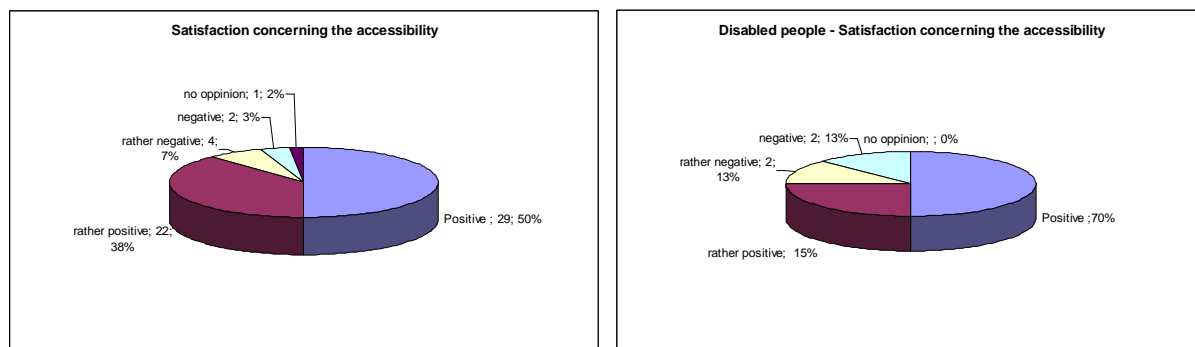 Satisfaction concerning the accessibility
no oppinion; 1; 2%
negative; 2; 3%
rather negative; 4;
7%
rather positive; 22;
38%
Positive ; 29; 50%
Disabled people - Satisfaction concerning the accessibility
negative; 2; 13%
no oppinion; ; 0%
rather negative; 2;
13%
Positive ;70%
rather positive; 15%